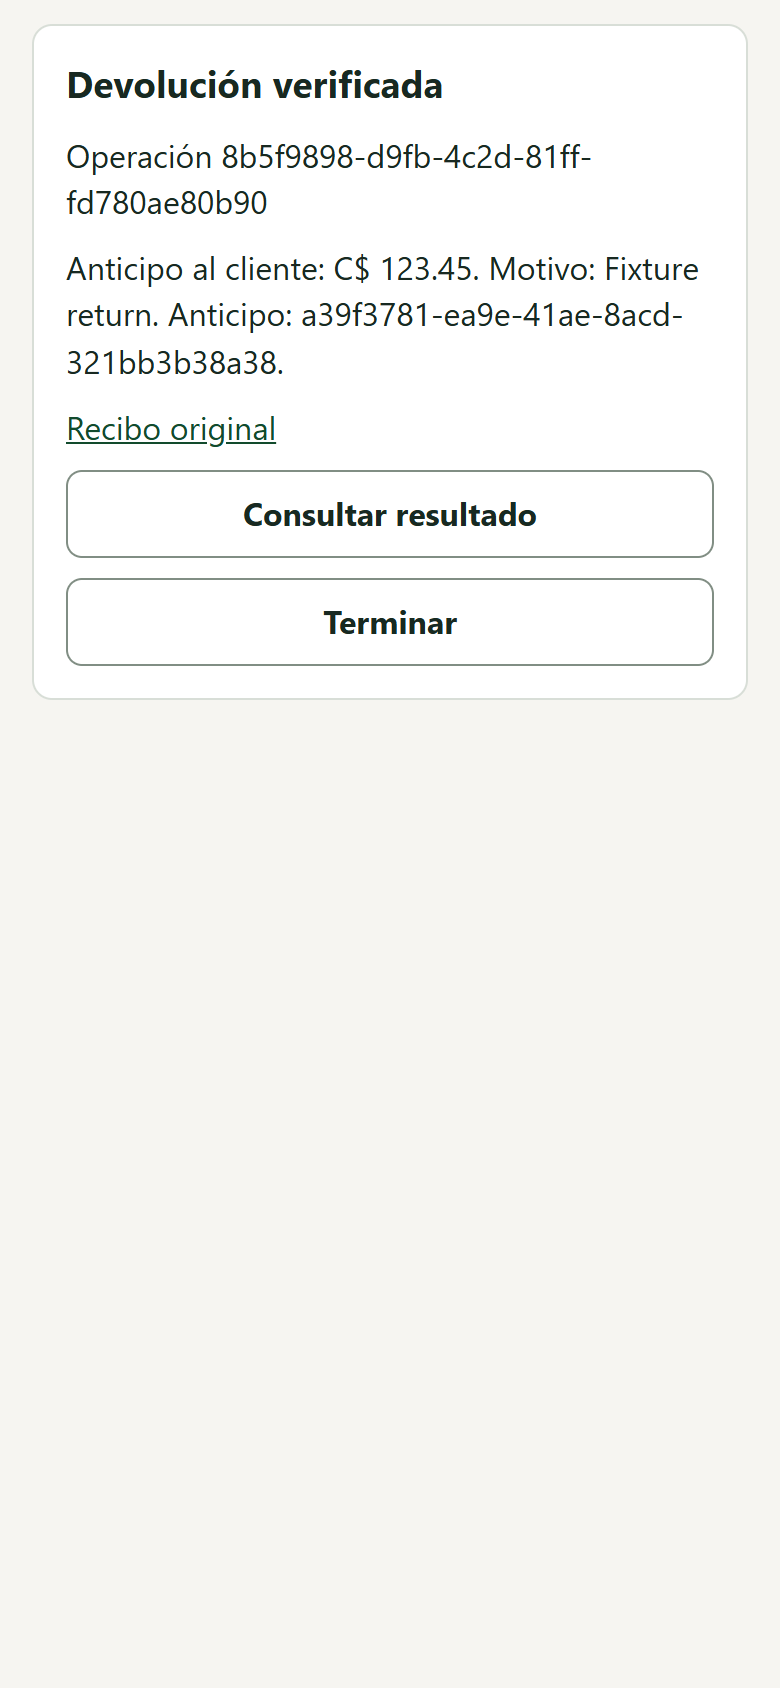 Devolución verificada
Operación 8b5f9898-d9fb-4c2d-81ff-
fd780ae80b90
Anticipo al cliente: C$ 123.45. Motivo: Fixture
return. Anticipo: a39f3781-ea9e-41ae-8acd-
321bb3b38a38.
Recibo original
Consultar resultado
Terminar